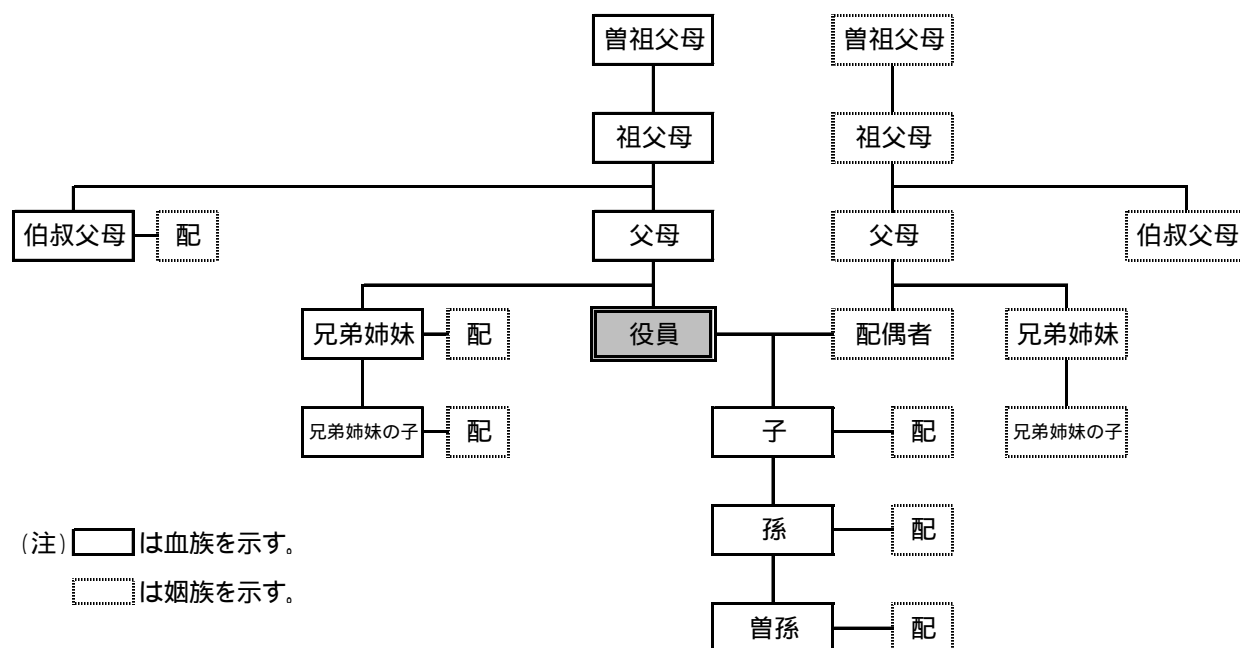 曽祖父母 曽祖父母
祖父母 祖父母
伯叔父母 配 父母 父母 伯叔父母
兄弟姉妹 配 役員 配偶者 兄弟姉妹
兄弟姉妹の子 配 子 配 兄弟姉妹の子
孫 配
(注) は血族を示す。
は姻族を示す。
曽孫 配